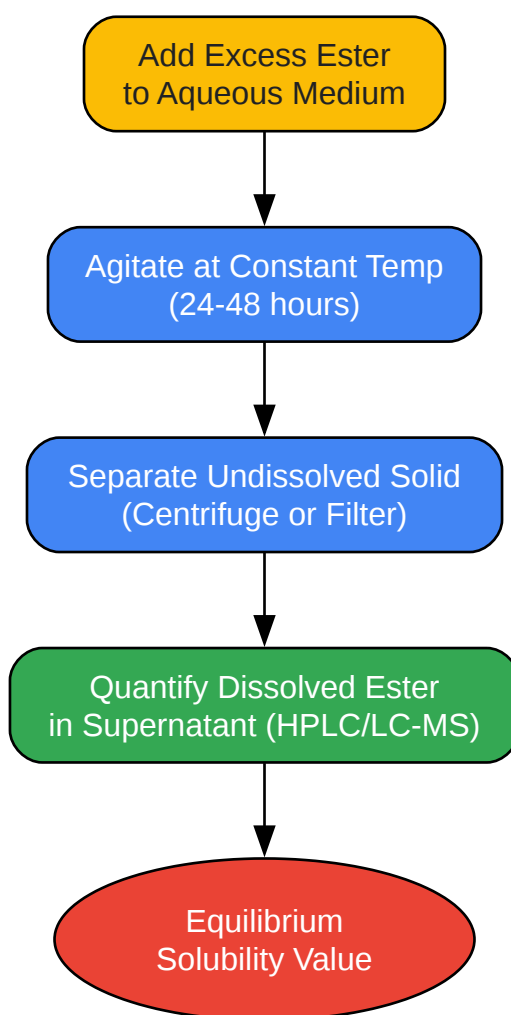 Add Excess Ester
to Aqueous Medium
Agitate at Constant Temp
(24-48 hours)
Separate Undissolved Solid
(Centrifuge or Filter)
Quantify Dissolved Ester
in Supernatant (HPLC/LC-MS)
Equilibrium
Solubility Value